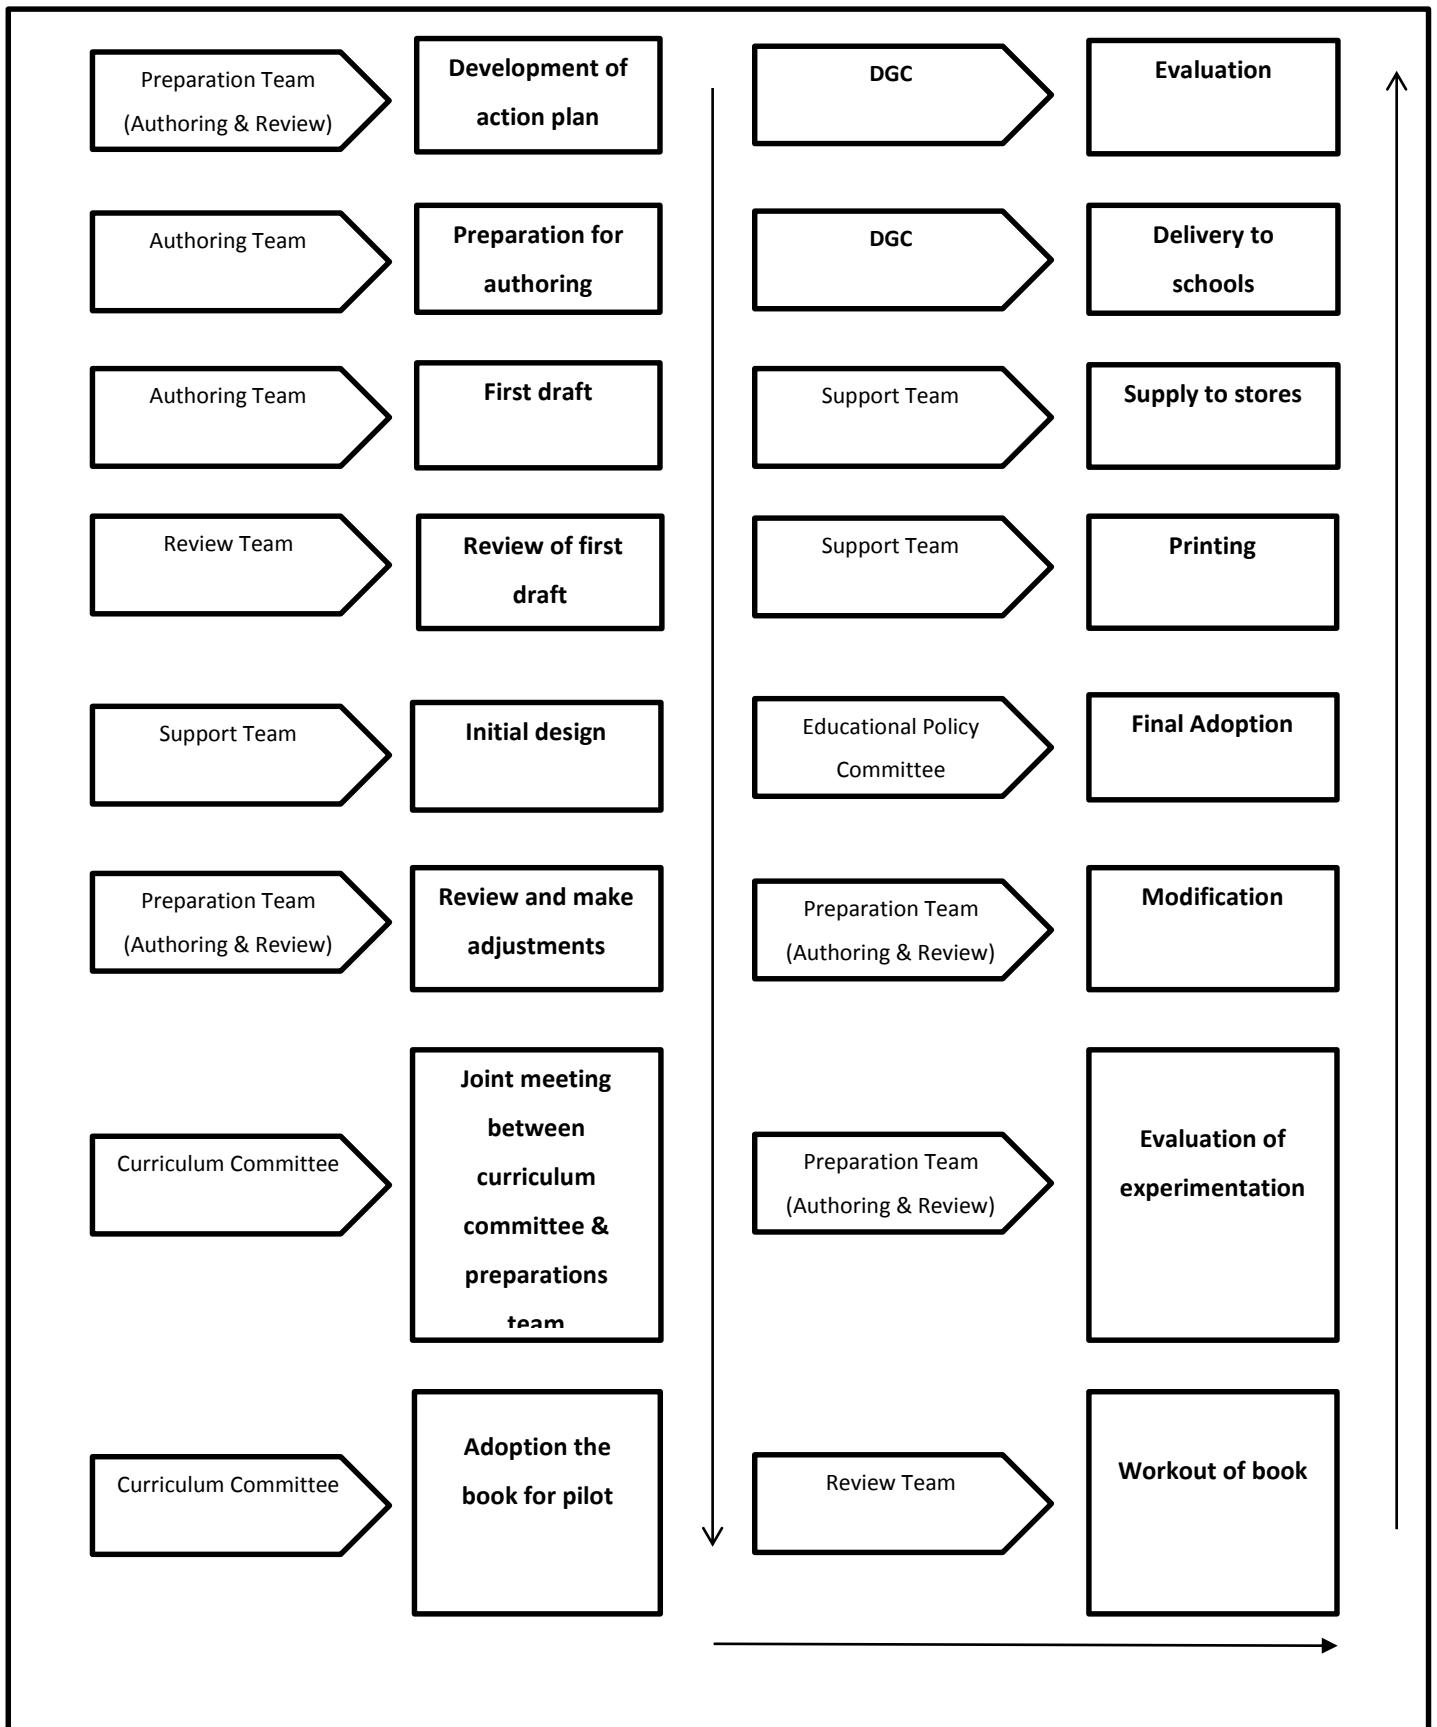 Preparation Team
(Authoring & Review)
Development of
action plan
DGC
Evaluation
Authoring Team
Preparation for
authoring
DGC
Delivery to
schools
Authoring Team
First draft
Support Team
Supply to stores
Review Team
Review of first
draft
Support Team
Printing
Support Team
Initial design
Educational Policy
Committee
Final Adoption
Preparation Team
(Authoring & Review)
Review and make
adjustments
Preparation Team
(Authoring & Review)
Modification
Curriculum Committee
Joint meeting
between
curriculum
committee &
preparations
team
Preparation Team
(Authoring & Review)
Evaluation of
experimentation
Curriculum Committee
Adoption the
book for pilot
Review Team
Workout of book